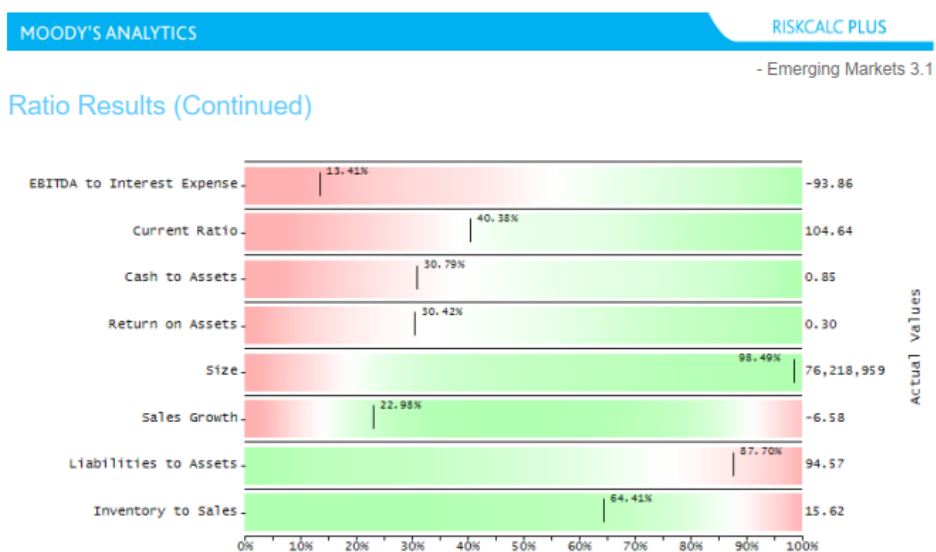 MOODY'S ANALYTICS
RISKCALC PLUS
- Emerging Markets 3.1
Ratio Results (Continued)
EBITDA to Interest Expense 13.41% -93.86
Current Ratio 40.38% 104.64
Cash to Assets 30.79% 0.85
Return on Assets 30.42% 0.30
Size 98.49% 76,218,959
Sales Growth 22.98% -6.58
Liabilities to Assets 87.70% 94.57
Inventory to Sales 64.41% 15.62
Actual Values
0% 10% 20% 30% 40% 50% 60% 70% 80% 90% 100%